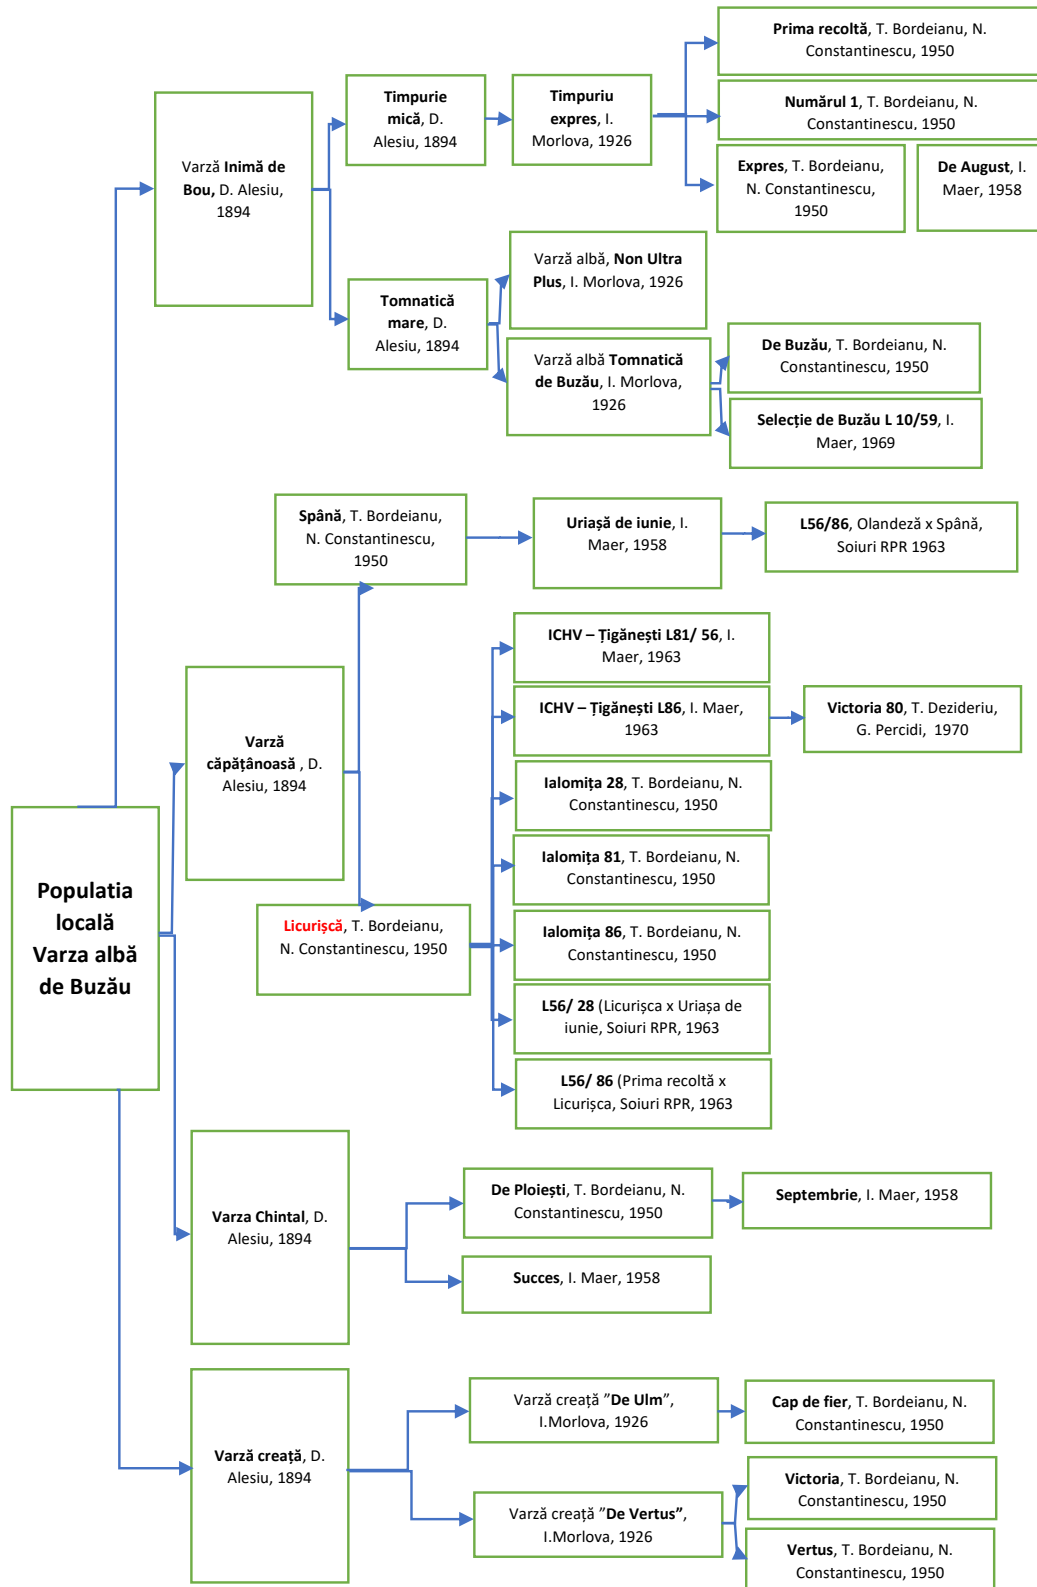 Prima recoltă, T. Bordeianu, N.
Constantinescu, 1950
Timpurie
mică, D.
Alesiu, 1894
Timpuriu
expres, I.
Morlova, 1926
Numărul 1, T. Bordeianu, N.
Constantinescu, 1950
Varză Inimă de
Bou, D. Alesiu,
1894
Expres, T. Bordeianu,
N. Constantinescu,
1950
De August, I.
Maer, 1958
Varză albă, Non Ultra
Plus, I. Morlova, 1926
Tomnatică
mare, D.
Alesiu, 1894
Varză albă Tomnatică
de Buzău, I. Morlova,
1926
De Buzău, T. Bordeianu, N.
Constantinescu, 1950
Selecție de Buzău L 10/59, I.
Maer, 1969
Spână, T. Bordeianu,
N. Constantinescu,
1950
Uriașă de iunie, I.
Maer, 1958
L56/86, Olandeză x Spână,
Soiuri RPR 1963
ICHV – Țigănești L81/ 56, I.
Maer, 1963
ICHV – Țigănești L86, I. Maer,
1963
Victoria 80, T. Dezideriu,
G. Percidi, 1970
Varză
căpățânoasă , D.
Alesiu, 1894
Ialomița 28, T. Bordeianu, N.
Constantinescu, 1950
Ialomița 81, T. Bordeianu, N.
Constantinescu, 1950
Populatia
locală
Varza albă
de Buzău
Licurișcă, T. Bordeianu,
N. Constantinescu, 1950
Ialomița 86, T. Bordeianu, N.
Constantinescu, 1950
L56/ 28 (Licurișca x Uriașa de
iunie, Soiuri RPR, 1963
L56/ 86 (Prima recoltă x
Licurișca, Soiuri RPR, 1963
Varza Chintal, D.
Alesiu, 1894
De Ploiești, T. Bordeianu, N.
Constantinescu, 1950
Septembrie, I. Maer, 1958
Succes, I. Maer, 1958
Varză creață, D.
Alesiu, 1894
Varză creață ”De Ulm”,
I.Morlova, 1926
Cap de fier, T. Bordeianu, N.
Constantinescu, 1950
Varză creață ”De Vertus”,
I.Morlova, 1926
Victoria, T. Bordeianu, N.
Constantinescu, 1950
Vertus, T. Bordeianu, N.
Constantinescu, 1950